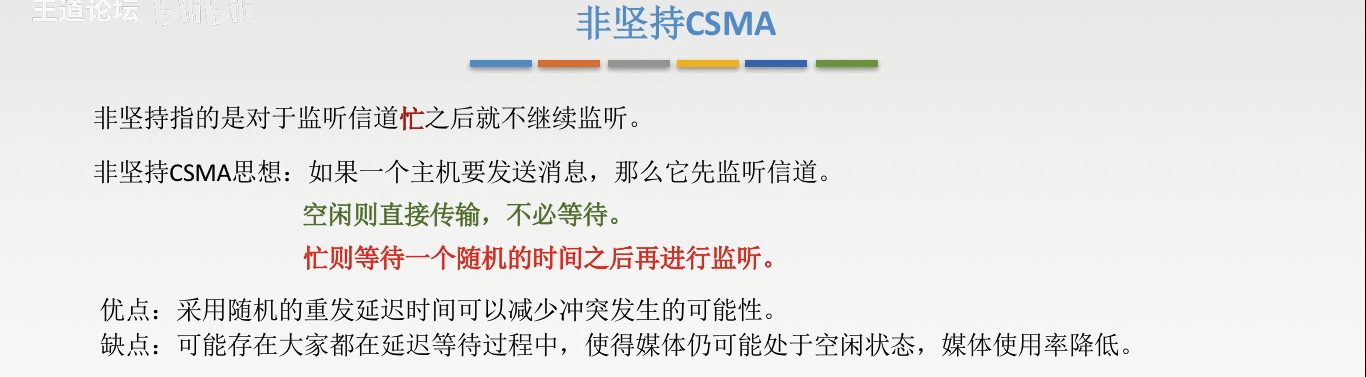 王道论坛 bilibili
非坚持CSMA
非坚持指的是对于监听信道忙之后就不继续监听。
非坚持CSMA思想：如果一个主机要发送消息，那么它先监听信道。
空闲则直接传输，不必等待。
忙则等待一个随机的时间之后再进行监听。
优点：采用随机的重发延迟时间可以减少冲突发生的可能性。
缺点：可能存在大家都在延迟等待过程中，使得媒体仍可能处于空闲状态，媒体使用率降低。